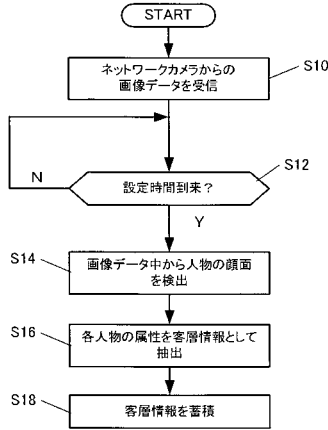 START
ネットワークカメラからの
画像データを受信
S10
設定時間到来？
S12
N
Y
S14
画像データ中から人物の顔面
を検出
S16
各人物の属性を客層情報として
抽出
S18
客層情報を蓄積